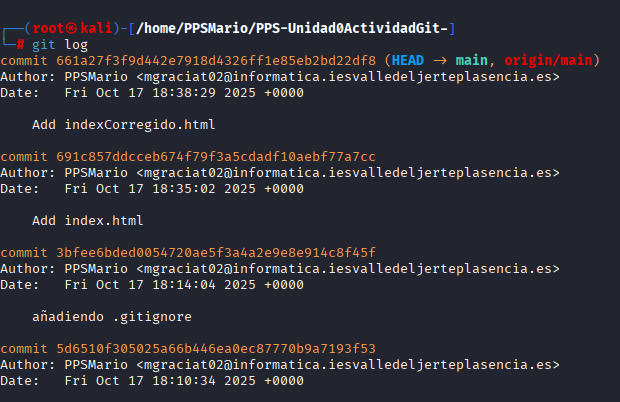 ┌──(root㉿kali)-[/home/PPSMario/PPS-Unidad0ActividadGit-]
└─# git log
commit 661a27f3f9d442e7918d4326ff1e85eb2bd22df8 (HEAD -> main, origin/main)
Author: PPSMario <mgraciat02@informatica.iesvalledeljerteplasencia.es>
Date:   Fri Oct 17 18:38:29 2025 +0000
    Add indexCorregido.html
commit 691c857ddcceb674f79f3a5cdadf10aebf77a7cc
Author: PPSMario <mgraciat02@informatica.iesvalledeljerteplasencia.es>
Date:   Fri Oct 17 18:35:02 2025 +0000
    Add index.html
commit 3bfee6bded0054720ae5f3a4a2e9e8e914c8f45f
Author: PPSMario <mgraciat02@informatica.iesvalledeljerteplasencia.es>
Date:   Fri Oct 17 18:14:04 2025 +0000
    añadiendo .gitignore
commit 5d6510f305025a66b446ea0ec87770b9a7193f53
Author: PPSMario <mgraciat02@informatica.iesvalledeljerteplasencia.es>
Date:   Fri Oct 17 18:10:34 2025 +0000